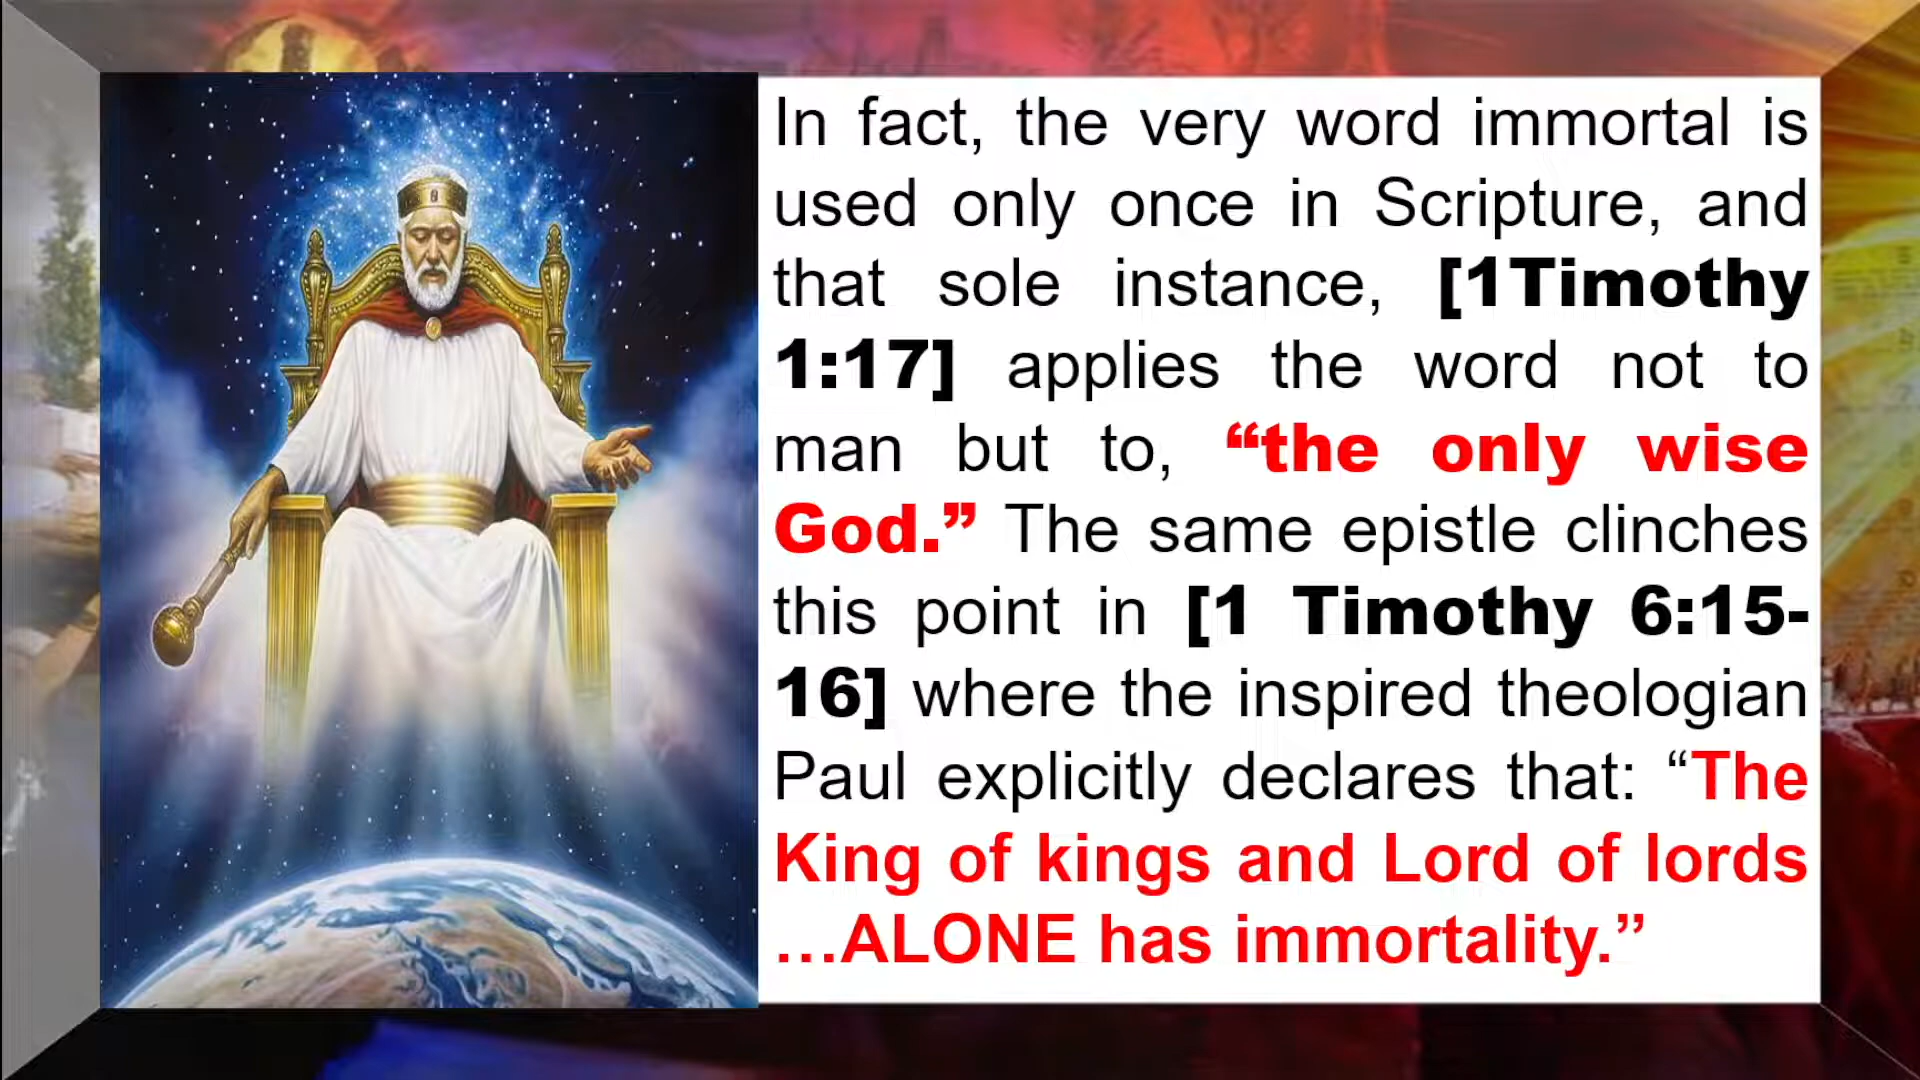 In fact, the very word immortal is
used only once in Scripture, and
that sole instance, [1Timothy
1:17] applies the word not to
man but to, “the only wise
God.” The same epistle clinches
this point in [1 Timothy 6:15-
16] where the inspired theologian
Paul explicitly declares that: “The
King of kings and Lord of lords
…ALONE has immortality.”